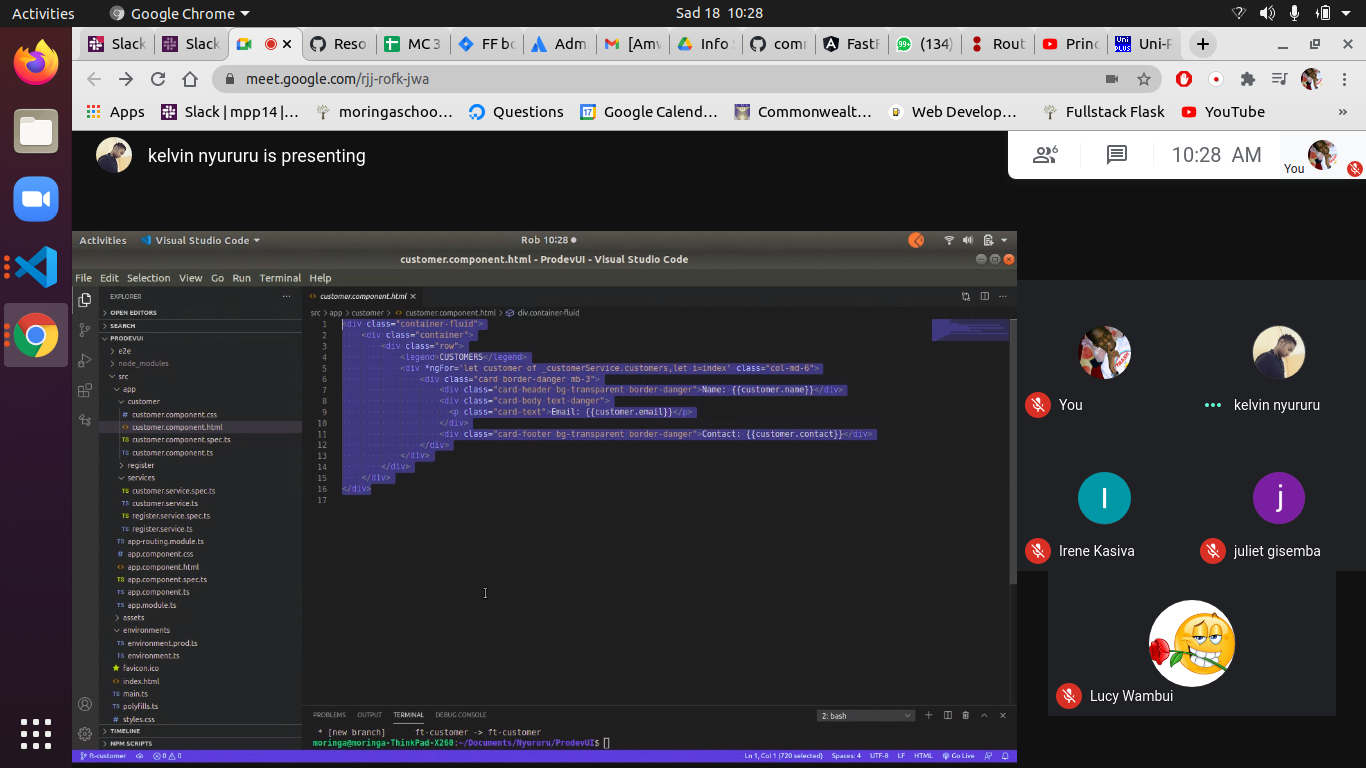 Activities
Google Chrome
Sad 18 10:28
Slack
Slack
Reso
MC 3
FF bc
Adm
[Amw
Info
com
FastF
(134)
Rout
Princ
Uni-F
meet.google.com/rjj-rofk-jwa
Apps
Slack | mpp14 |...
moringaschoo...
Questions
Google Calend...
Commonwealt...
Web Develop...
Fullstack Flask
YouTube
»
kelvin nyururu is presenting
6
10:28 AM
You
Activities
Visual Studio Code
Rob 10:28
customer.component.html - ProdevUI - Visual Studio Code
File Edit Selection View Go Run Terminal Help
EXPLORER
customer.component.html
OPEN EDITORS
SEARCH
PRODEVUI
e2e
node_modules
src
app
customer
customer.component.css
customer.component.html
customer.component.spec.ts
customer.component.ts
register
services
customer.service.spec.ts
customer.service.ts
register.service.spec.ts
register.service.ts
app-routing.module.ts
app.component.css
app.component.html
app.component.spec.ts
app.component.ts
app.module.ts
assets
environments
environment.prod.ts
environment.ts
favicon.ico
index.html
main.ts
polyfills.ts
styles.css
TIMELINE
NPM SCRIPTS
src > app > customer > customer.component.html > div.container-fluid
1 <div class="container-fluid">
2 <div class="container">
3 <div class="row">
4 <legend>CUSTOMERS</legend>
5 <div *ngFor='let customer of _customerService.customers,let i=index' class="col-md-6">
6 <div class="card border-danger mb-3">
7 <div class="card-header bg-transparent border-danger">Name: {{customer.name}}</div>
8 <div class="card-body text-danger">
9 <p class="card-text">Email: {{customer.email}}</p>
10 </div>
11 <div class="card-footer bg-transparent border-danger">Contact: {{customer.contact}}</div>
12 </div>
13 </div>
14 </div>
15 </div>
16 </div>
17
PROBLEMS OUTPUT TERMINAL DEBUG CONSOLE
2: bash
* [new branch] ft-customer -> ft-customer
moringa@moringa-ThinkPad-X260:~/Documents/Nyururu/ProdevUI$
ft-customer
0 0
Ln 1, Col 1 (720 selected) Spaces: 4 UTF-8 LF HTML Go Live
You
kelvin nyururu
I
j
Irene Kasiva
juliet gisemba
Lucy Wambui